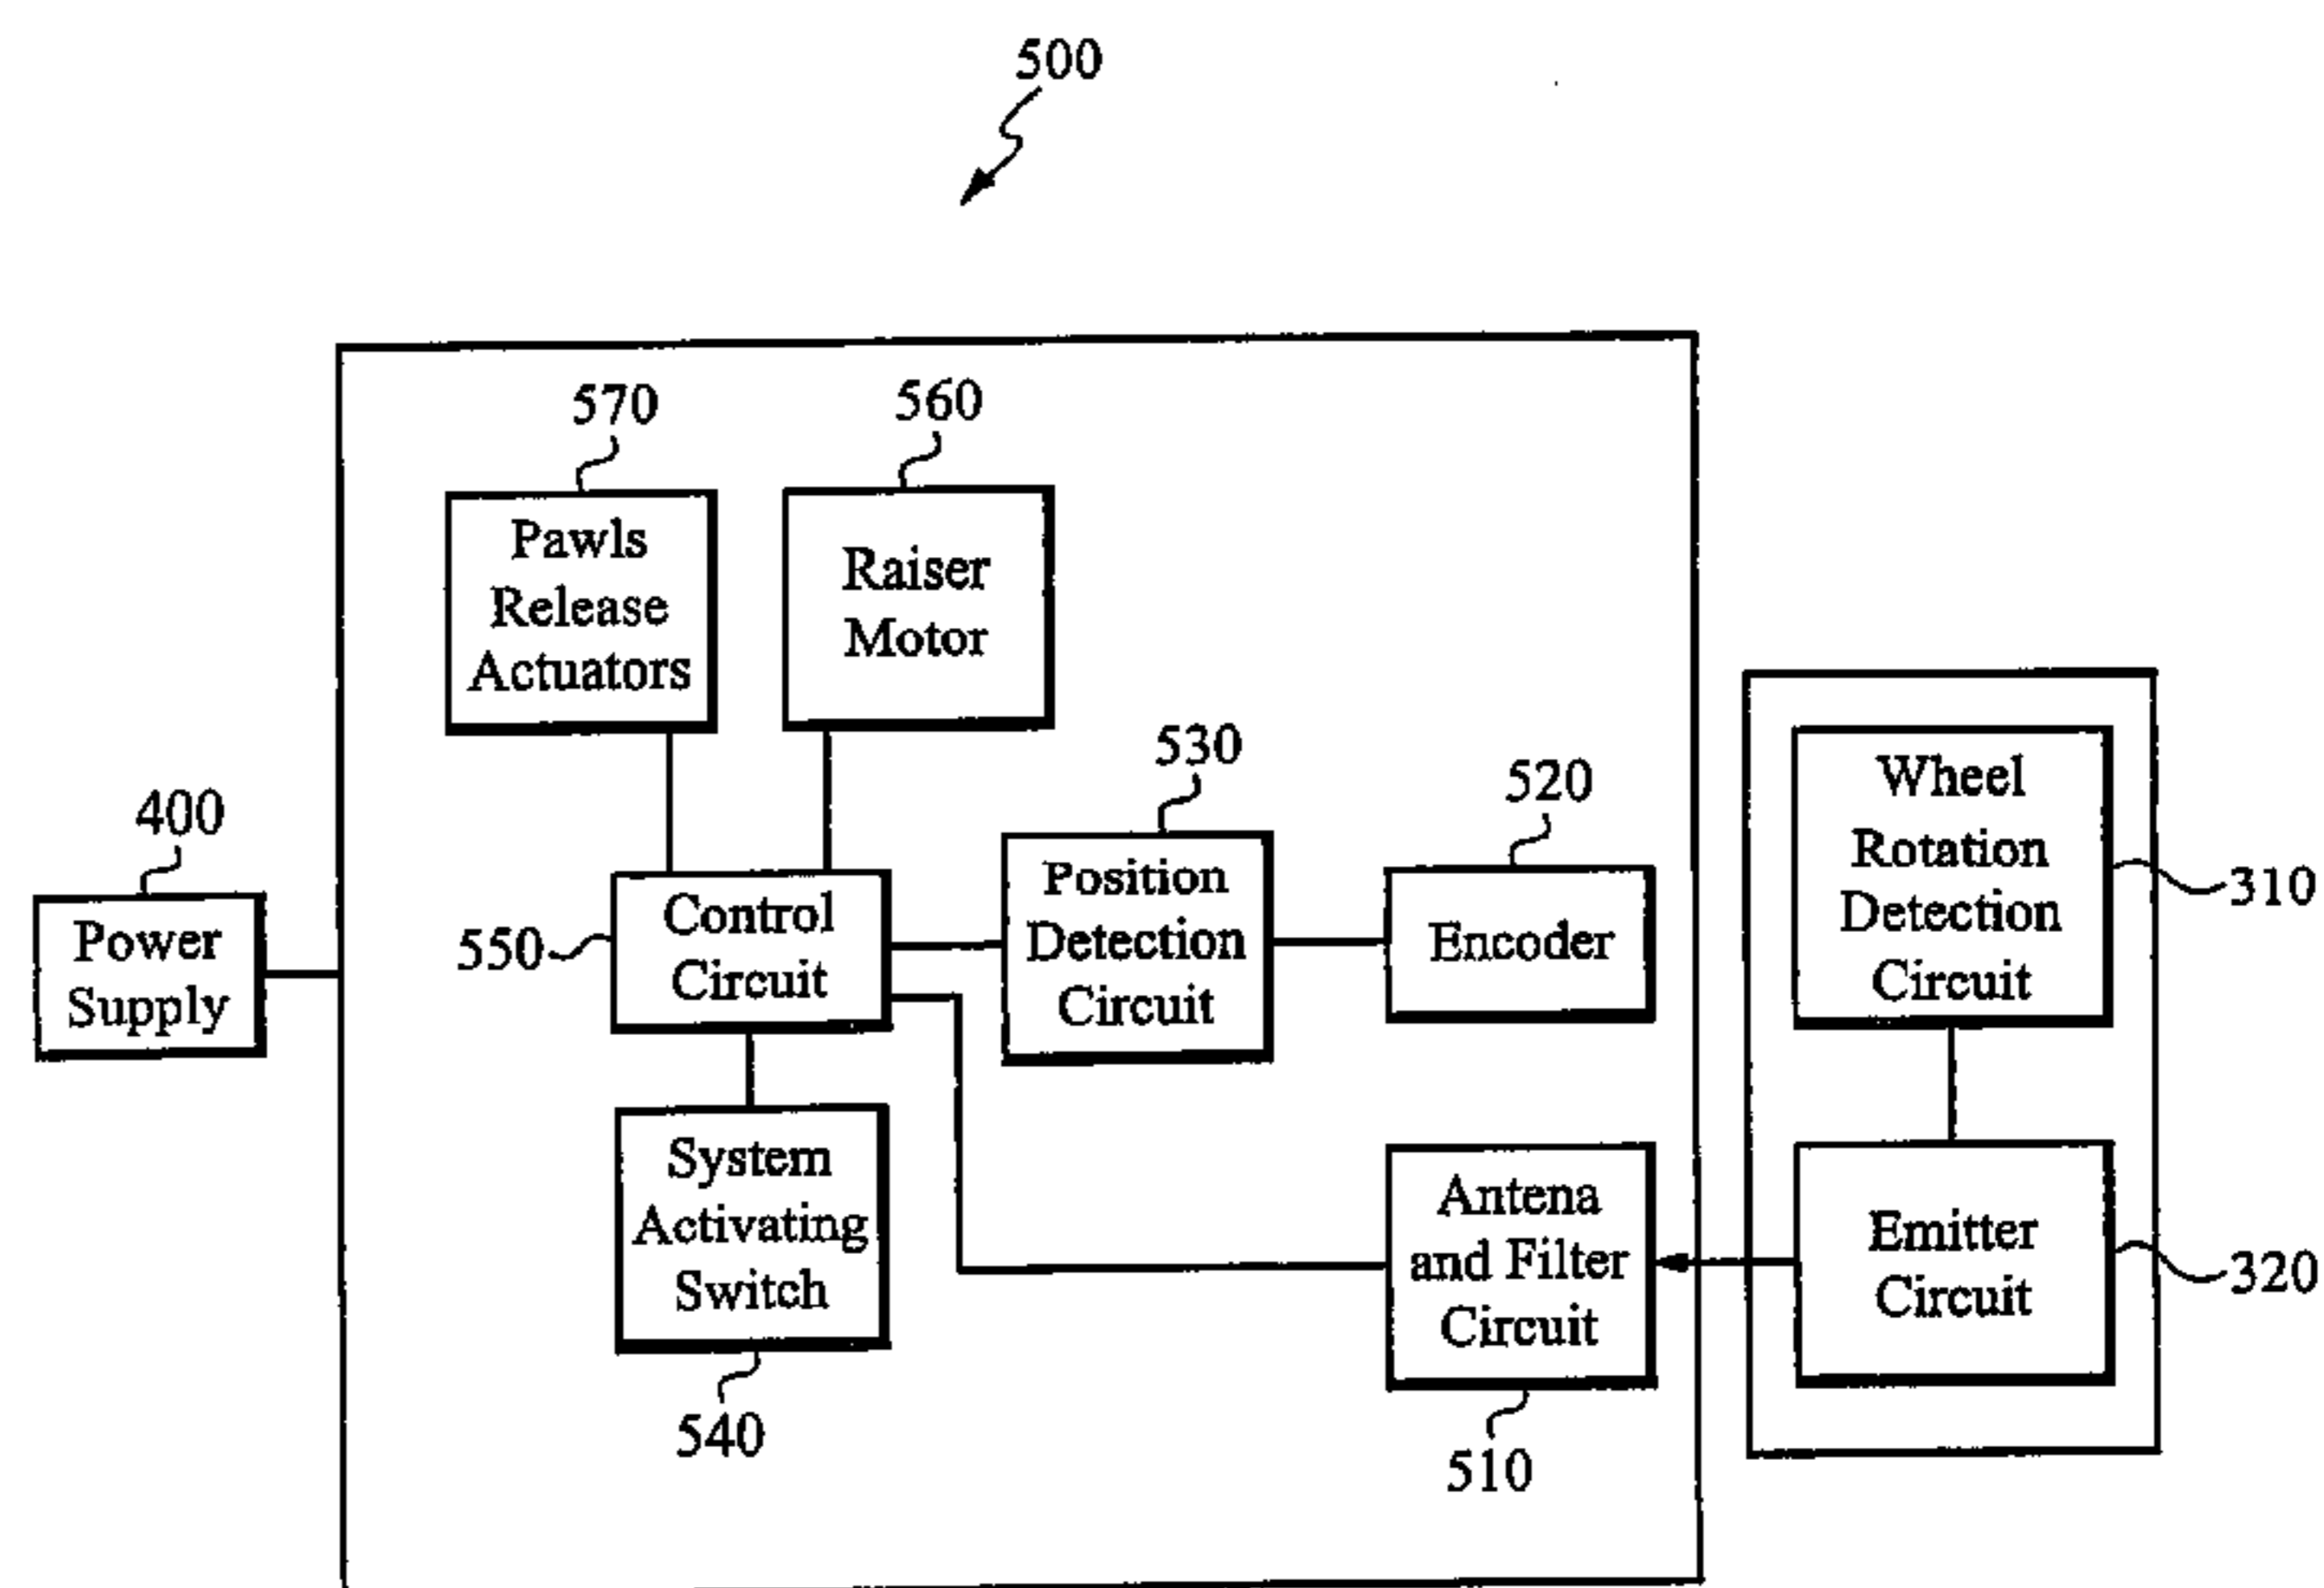 500
570
560
Pawls
Release
Actuators
Raiser
Motor
530
520
400
Power
Supply
550
Control
Circuit
Position
Detection
Circuit
Encoder
Wheel
Rotation
Detection
Circuit
310
System
Activating
Switch
540
Antena
and Filter
Circuit
510
Emitter
Circuit
320